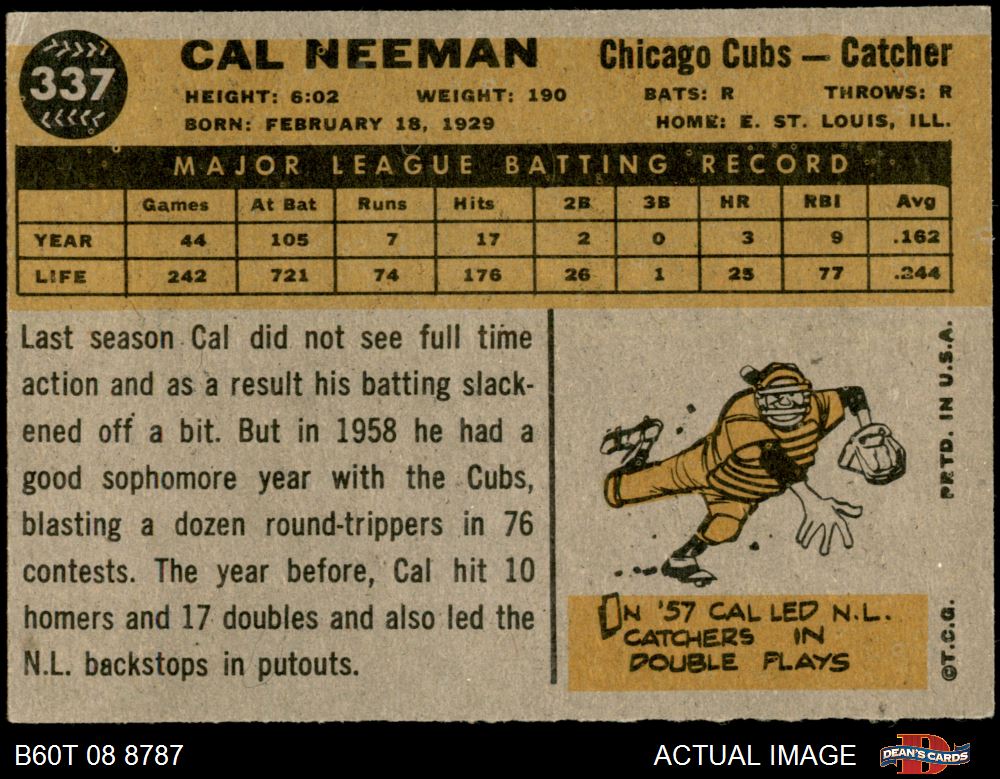 337
CAL NEEMAN
Chicago Cubs — Catcher
HEIGHT: 6:02 WEIGHT: 190 BATS: R THROWS: R
BORN: FEBRUARY 18, 1929 HOME: E. ST. LOUIS, ILL.
MAJOR LEAGUE BATTING RECORD
Games At Bat Runs Hits 2B 3B HR RBI Avg
YEAR 44 105 7 17 2 0 3 9 .162
LIFE 242 721 74 176 26 1 25 77 .244
Last season Cal did not see full time
action and as a result his batting slack-
ened off a bit. But in 1958 he had a
good sophomore year with the Cubs,
blasting a dozen round-trippers in 76
contests. The year before, Cal hit 10
homers and 17 doubles and also led the
N.L. backstops in putouts.
IN '57 CAL LED N.L.
CATCHERS IN
DOUBLE PLAYS
PRTD. IN U.S.A.
©T.C.G.
B60T 08 8787
ACTUAL IMAGE
DEAN'S CARDS